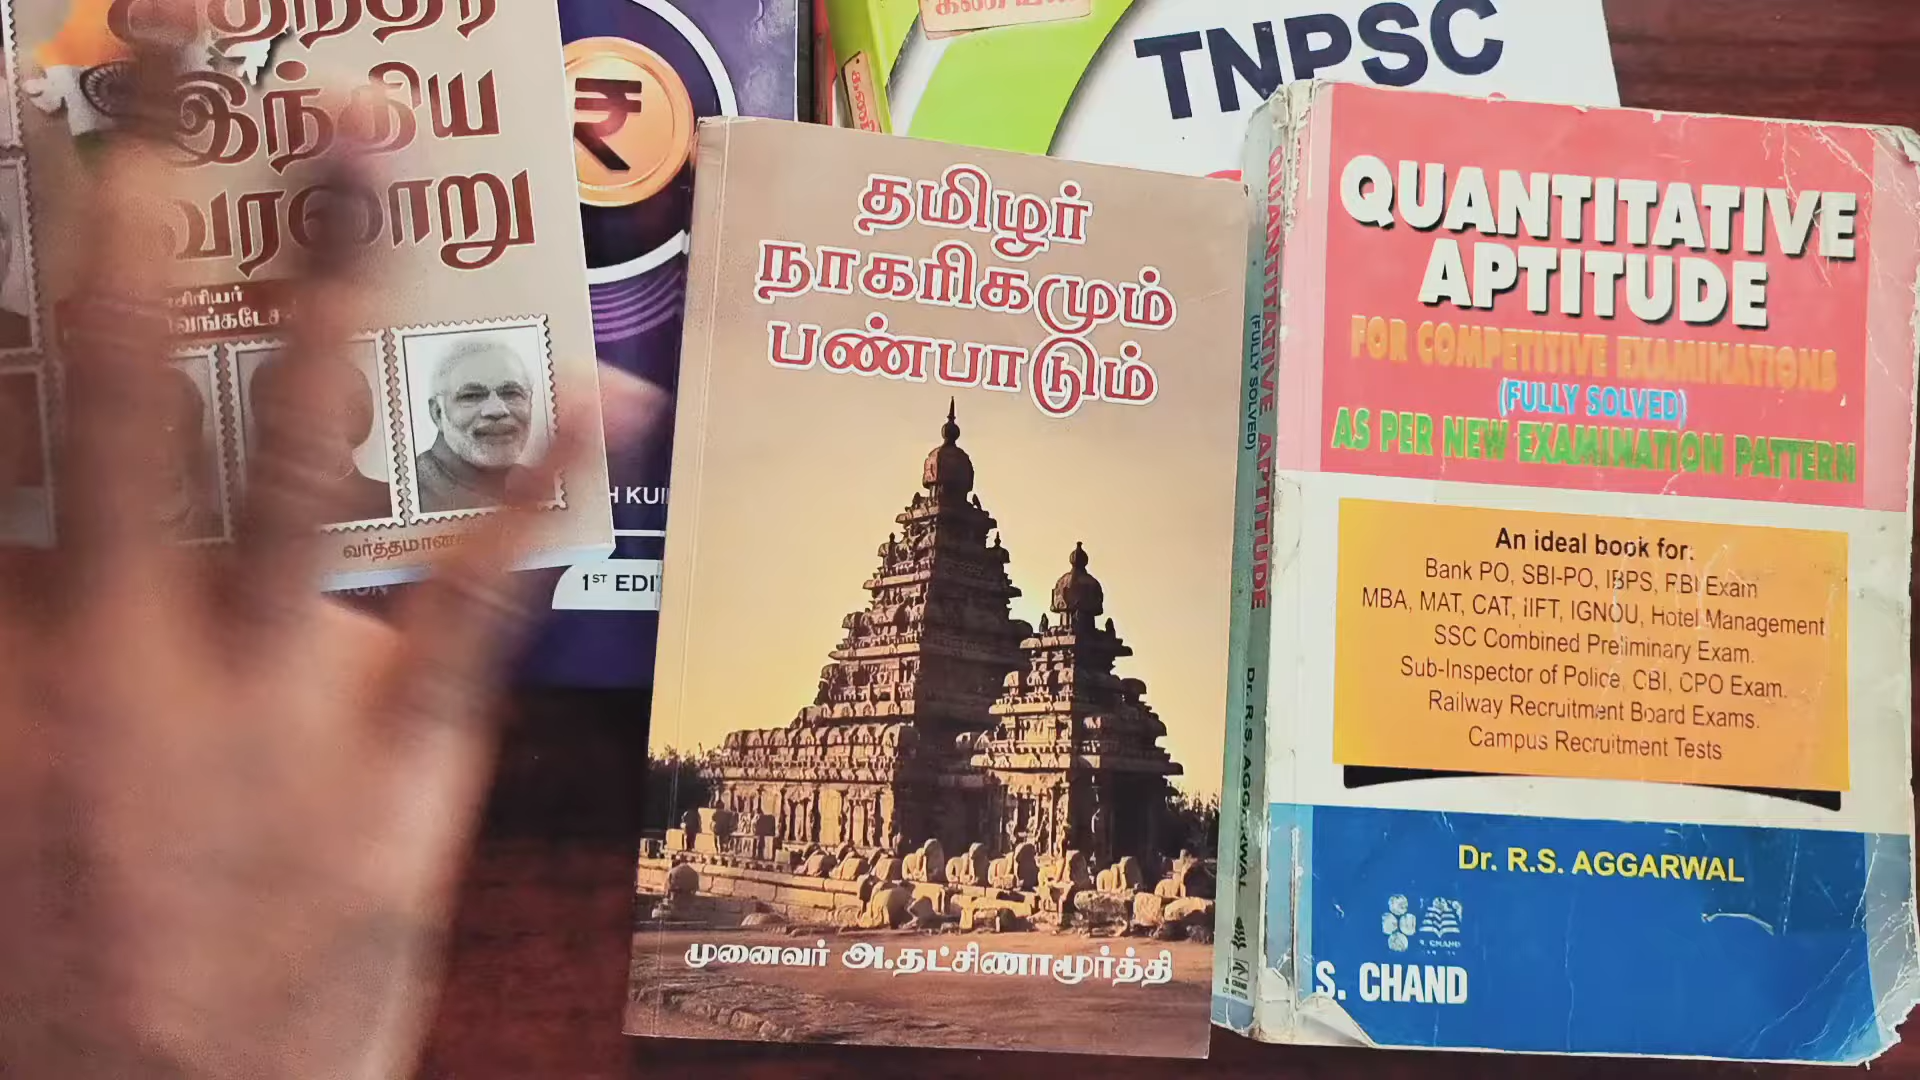 இந்திய
வரலாறு
1ST
TNPSC
தமிழர்
நாகரிகமும்
பண்பாடும்
முனைவர் அ.தட்சிணாமூர்த்தி
QUANTITATIVE APTITUDE
(FULLY SOLVED)
Dr. R.S. AGGARWAL
QUANTITATIVE
APTITUDE
FOR COMPETITIVE EXAMINATIONS
(FULLY SOLVED)
AS PER NEW EXAMINATION PATTERN
An ideal book for:
Bank PO, SBI-PO, IBPS, RBI Exam
MBA, MAT, CAT, IIFT, IGNOU, Hotel Management
SSC Combined Preliminary Exam.
Sub-Inspector of Police, CBI, CPO Exam.
Railway Recruitment Board Exams.
Campus Recruitment Tests
Dr. R.S. AGGARWAL
S. CHAND